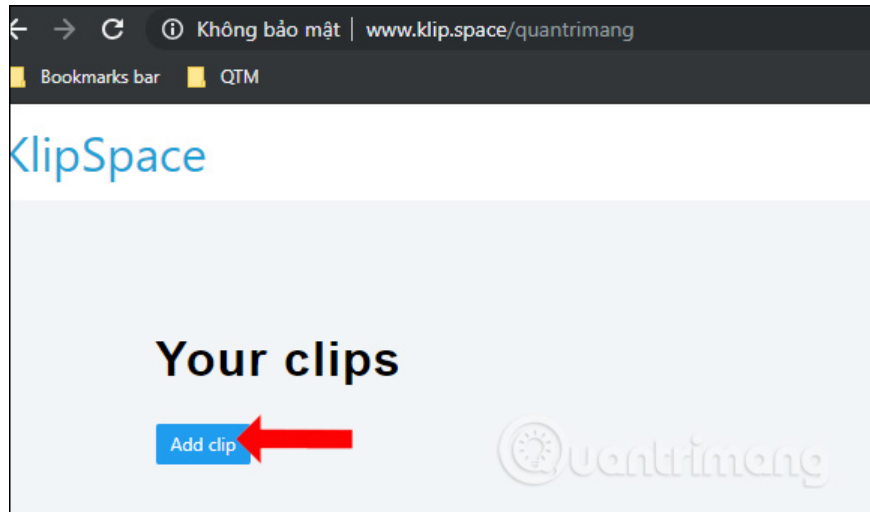 Không bảo mật | www.klip.space/quantrimang
Bookmarks bar QTM
KlipSpace
Your clips
Add clip
Quantrimang